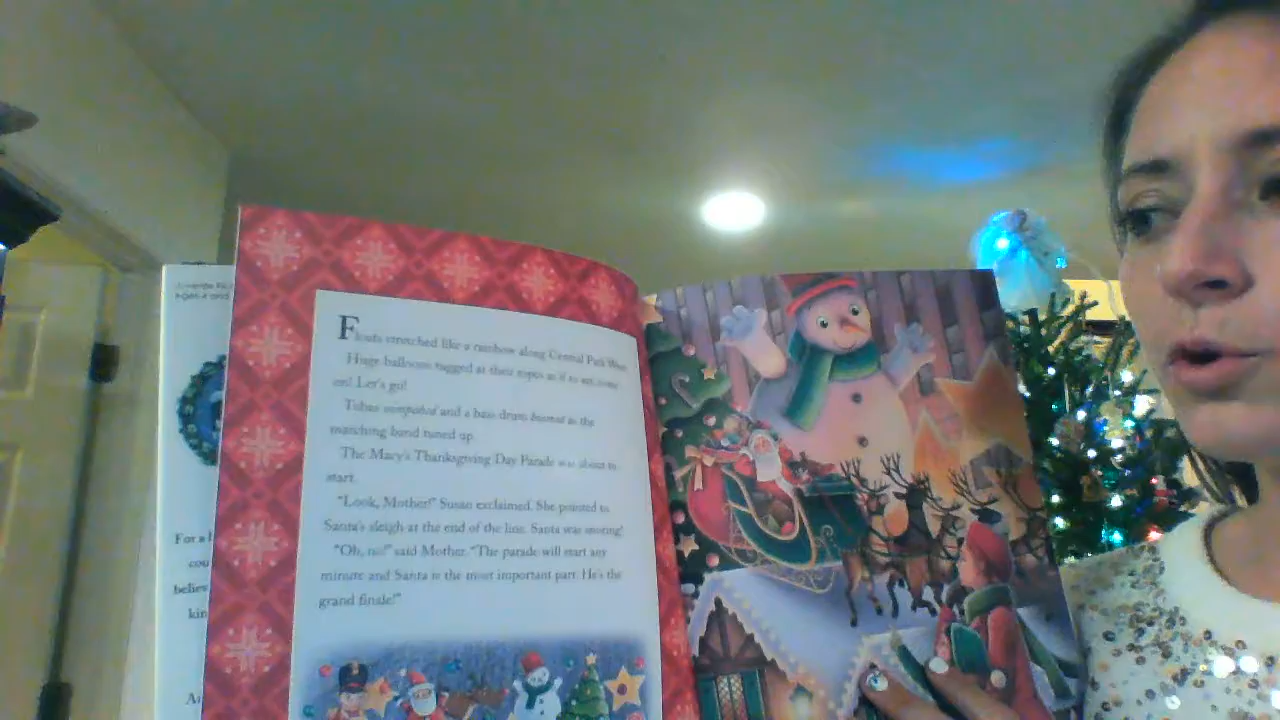 Floats stretched like a rainbow along Central Park West.
Huge balloons tugged at their ropes as if to say, come
on! Let's go!
Tubas oompahed and a bass drum boomed as the
marching band tuned up.
The Macy's Thanksgiving Day Parade was about to
start.
"Look, Mother!" Susan exclaimed. She pointed to
Santa's sleigh at the end of the line. Santa was snoring!
"Oh, no!" said Mother. "The parade will start any
minute and Santa is the most important part. He's the
grand finale!"
For a
cou
believe
kin